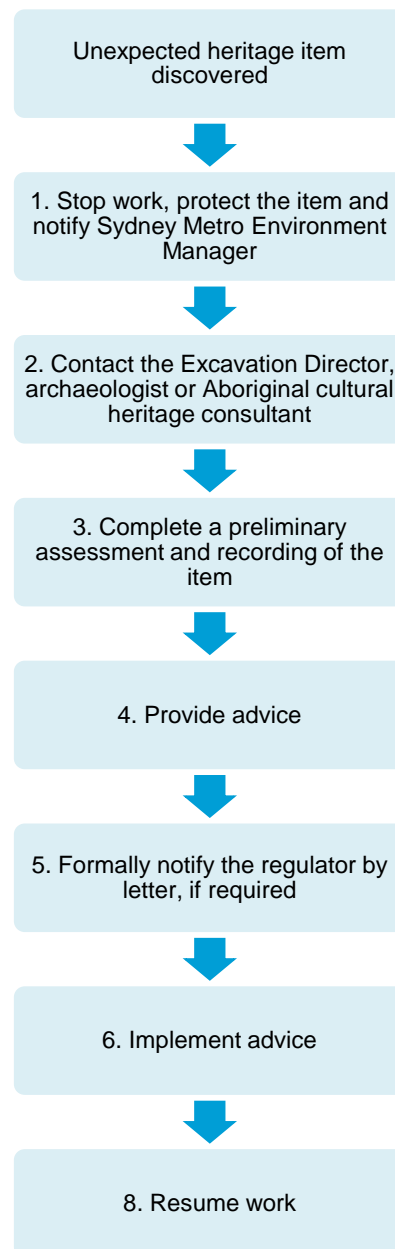 Unexpected heritage item
discovered
1. Stop work, protect the item and
notify Sydney Metro Environment
Manager
2. Contact the Excavation Director,
archaeologist or Aboriginal cultural
heritage consultant
3. Complete a preliminary
assessment and recording of the
item
4. Provide advice
5. Formally notify the regulator by
letter, if required
6. Implement advice
8. Resume work